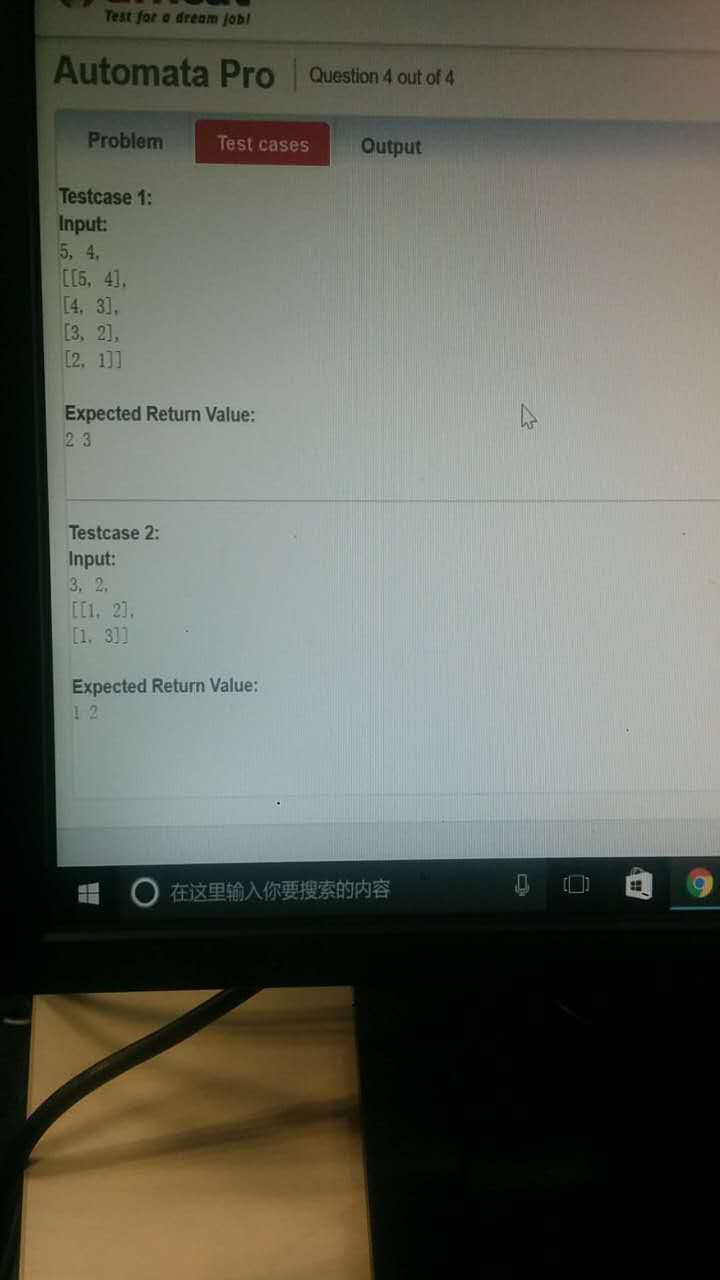 Test for a dream job!
Automata Pro
Question 4 out of 4
Problem
Test cases
Output
Testcase 1:
Input:
5, 4,
[[5, 4],
[4, 3],
[3, 2],
[2, 1]]
Expected Return Value:
2 3
Testcase 2:
Input:
3, 2,
[[1, 2],
[1, 3]]
Expected Return Value:
1 2
在这里输入你要搜索的内容